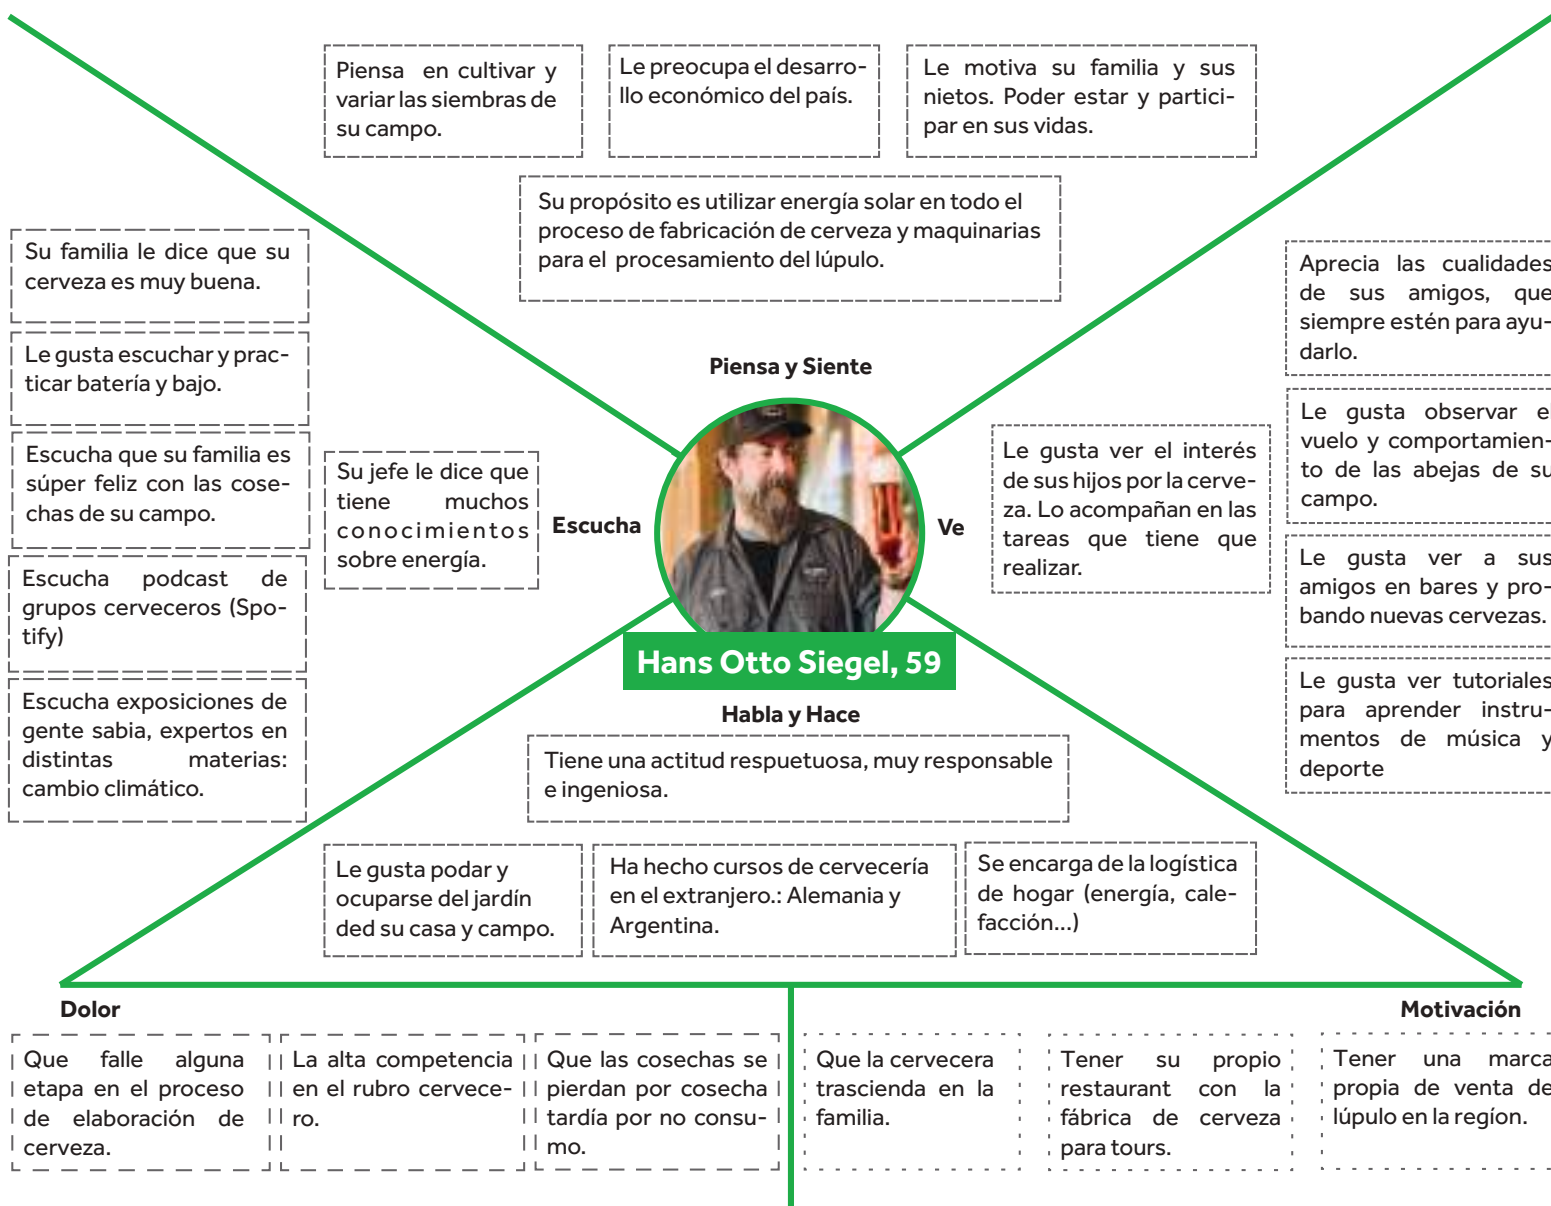 Piensa en cultivar y
variar las siembras de
su campo.
Le preocupa el desarro-
llo económico del país.
Le motiva su familia y sus
nietos. Poder estar y partici-
par en sus vidas.
Su propósito es utilizar energía solar en todo el
proceso de fabricación de cerveza y maquinarias
para el procesamiento del lúpulo.
Piensa y Siente
Su familia le dice que su
cerveza es muy buena.
Le gusta escuchar y prac-
ticar batería y bajo.
Escucha que su familia es
súper feliz con las cose-
chas de su campo.
Escucha podcast de
grupos cerveceros (Spo-
tify)
Escucha exposiciones de
gente sabia, expertos en
distintas materias:
cambio climático.
Su jefe le dice que
tiene muchos
conocimientos
sobre energía.
Escucha
Ve
Le gusta ver el interés
de sus hijos por la cerve-
za. Lo acompañan en las
tareas que tiene que
realizar.
Aprecia las cualidades
de sus amigos, que
siempre estén para ayu-
darlo.
Le gusta observar el
vuelo y comportamien-
to de las abejas de su
campo.
Le gusta ver a sus
amigos en bares y pro-
bando nuevas cervezas.
Le gusta ver tutoriales
para aprender instru-
mentos de música y
deporte
Hans Otto Siegel, 59
Habla y Hace
Tiene una actitud respuetuosa, muy responsable
e ingeniosa.
Le gusta podar y
ocuparse del jardín
ded su casa y campo.
Ha hecho cursos de cervecería
en el extranjero.: Alemania y
Argentina.
Se encarga de la logística
de hogar (energía, cale-
facción...)
Dolor
Que falle alguna
etapa en el proceso
de elaboración de
cerveza.
La alta competencia
en el rubro cervece-
ro.
Que las cosechas se
pierdan por cosecha
tardía por no consu-
mo.
Motivación
Que la cervecera
trascienda en la
familia.
Tener su propio
restaurant con la
fábrica de cerveza
para tours.
Tener una marca
propia de venta de
lúpulo en la regíon.